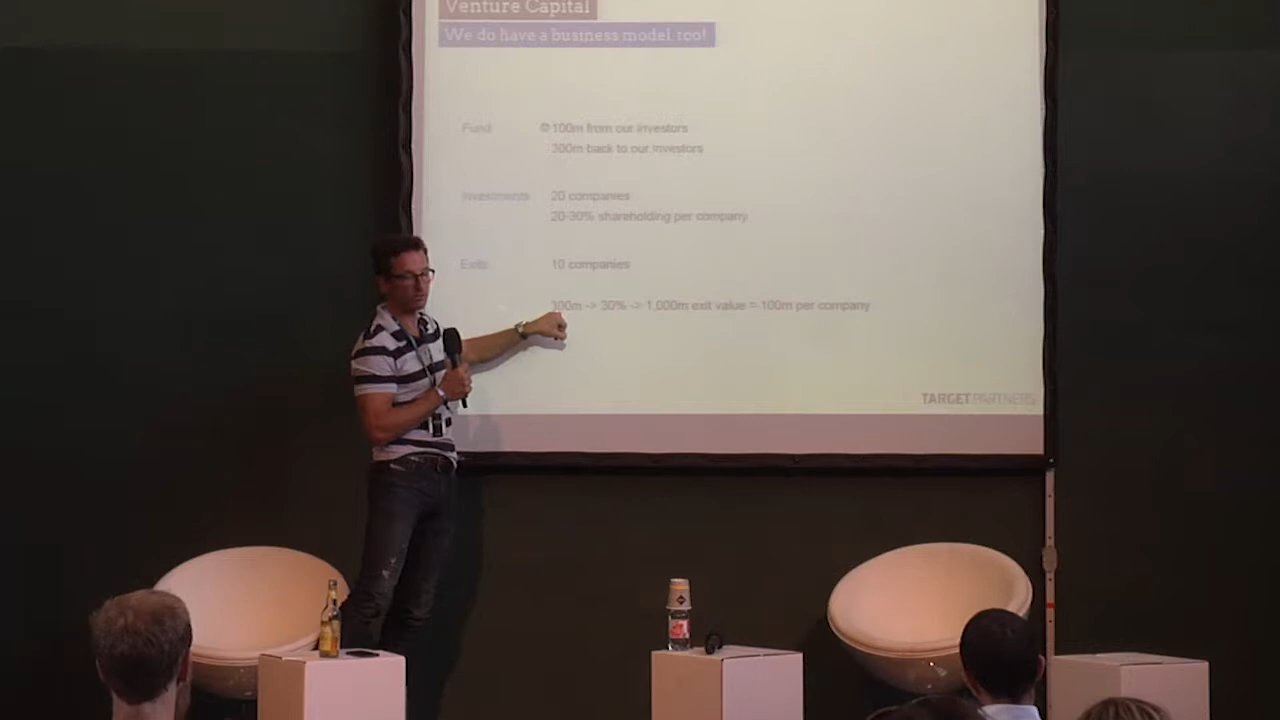 Venture Capital
We do have a business model, too!
Fund: 100m from our investors
300m back to our investors
Investments 20 companies
20-30% shareholding per company
Exits: 10 companies
300m -> 30% -> 1,000m exit value = 100m per company
TARGET PARTNERS